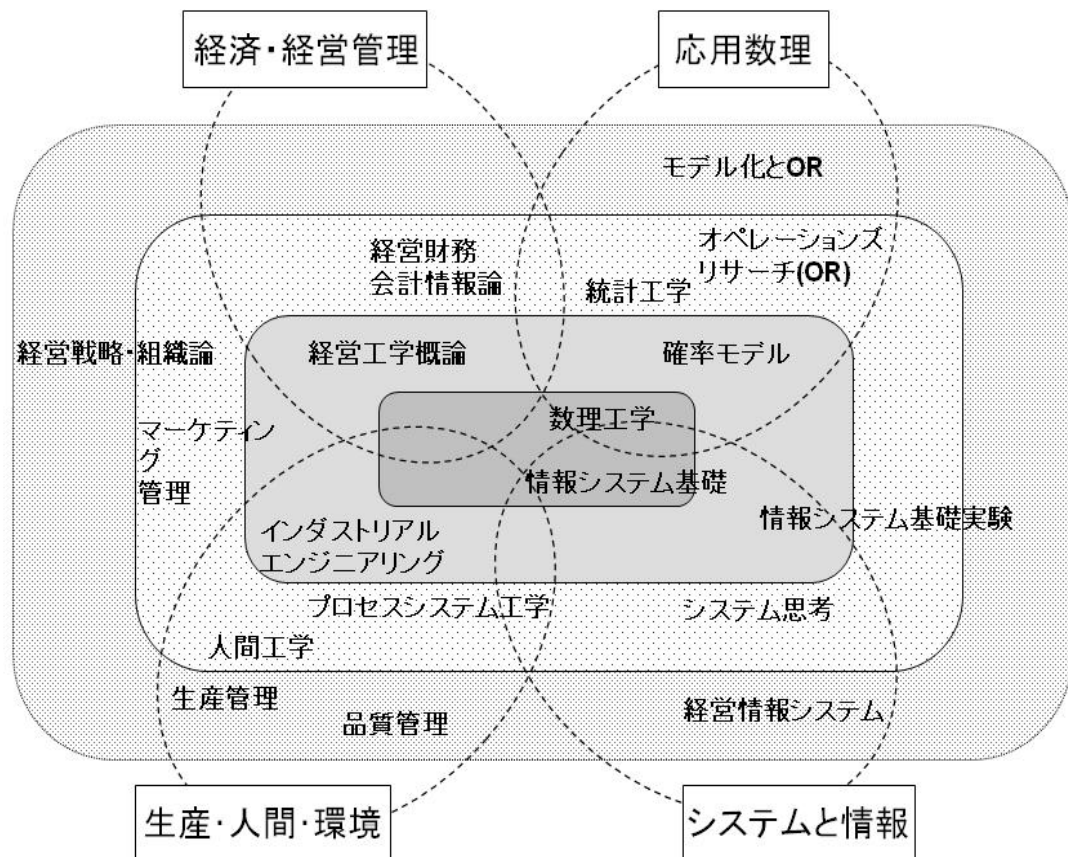 経済・経営管理
応用数理
モデル化とOR
オペレーションズ
リサーチ(OR)
経営財務
会計情報論
統計工学
経営戦略・組織論
経営工学概論
確率モデル
マーケティン
グ
管理
数理工学
情報システム基礎
情報システム基礎実験
インダストリアル
エンジニアリング
プロセスシステム工学
システム思考
人間工学
生産管理
品質管理
経営情報システム
生産・人間・環境
システムと情報